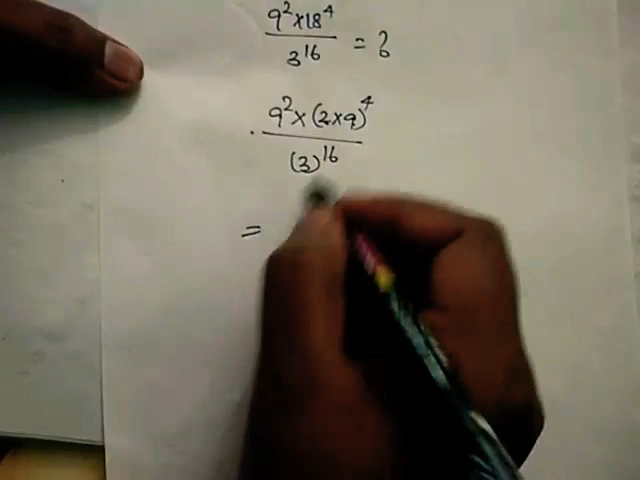 9² × 18⁴ / 3¹⁶ = ?
9² × (2×9)⁴ / (3)¹⁶
=